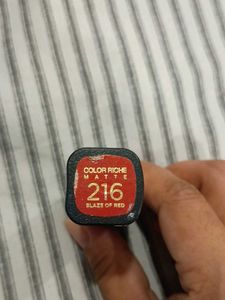 COLOR RICHE
MATTE
216
BLAZE OF RED